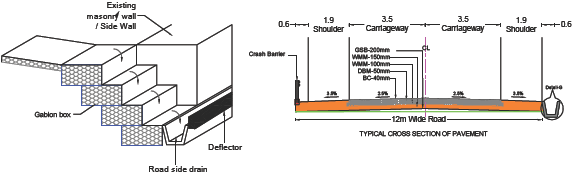 Existing
masonry wall
/ Side Wall
Gabion box
Road side drain
Deflector
0.6
1.9
Shoulder
3.5
Carriageway
3.5
Carriageway
1.9
Shoulder
0.6
Crash Barrier
GSB-200mm
CL
WMM-150mm
WMM-100mm
DBM-50mm
BC-40mm
3.5%
2.5%
2.5%
3.5%
Detail-B
12m Wide Road
TYPICAL CROSS SECTION OF PAVEMENT